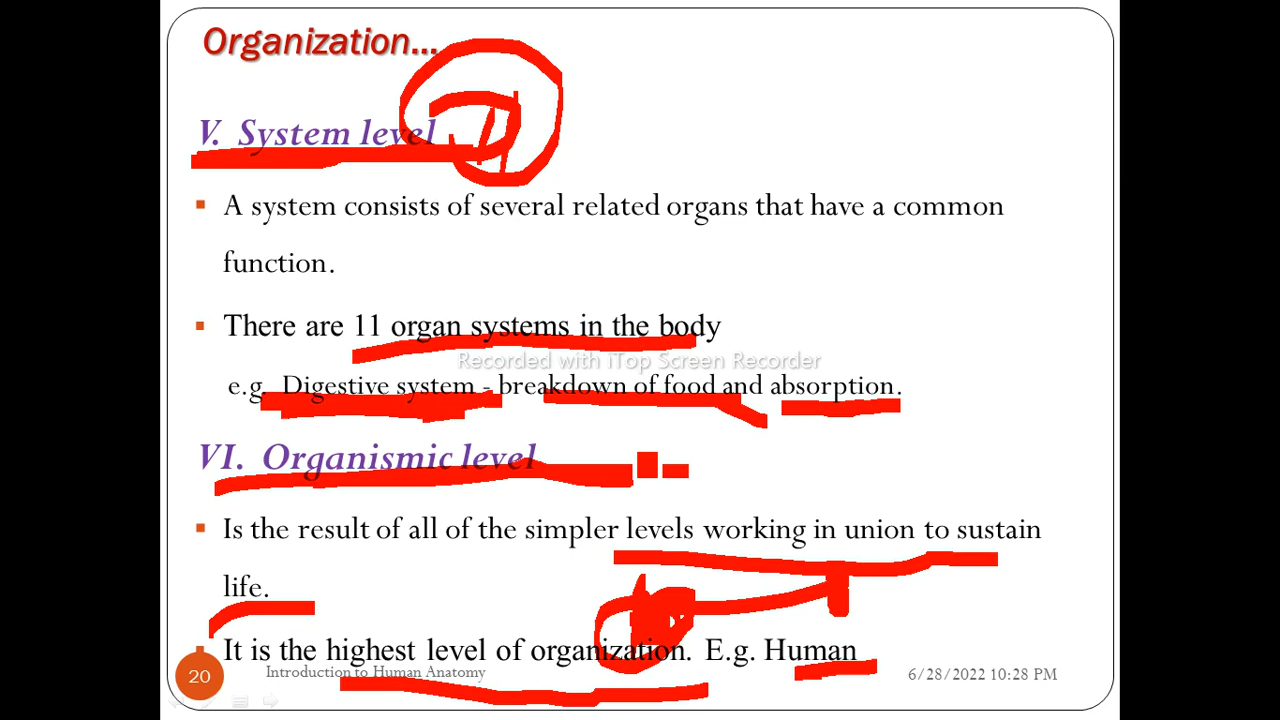 Organization...
V. System level
A system consists of several related organs that have a common
function.
There are 11 organ systems in the body
Recorded with iTop Screen Recorder
e.g. Digestive system - breakdown of food and absorption.
VI. Organismic level
Is the result of all of the simpler levels working in union to sustain
life.
It is the highest level of organization. E.g. Human
20
Introduction to Human Anatomy
6/28/2022 10:28 PM